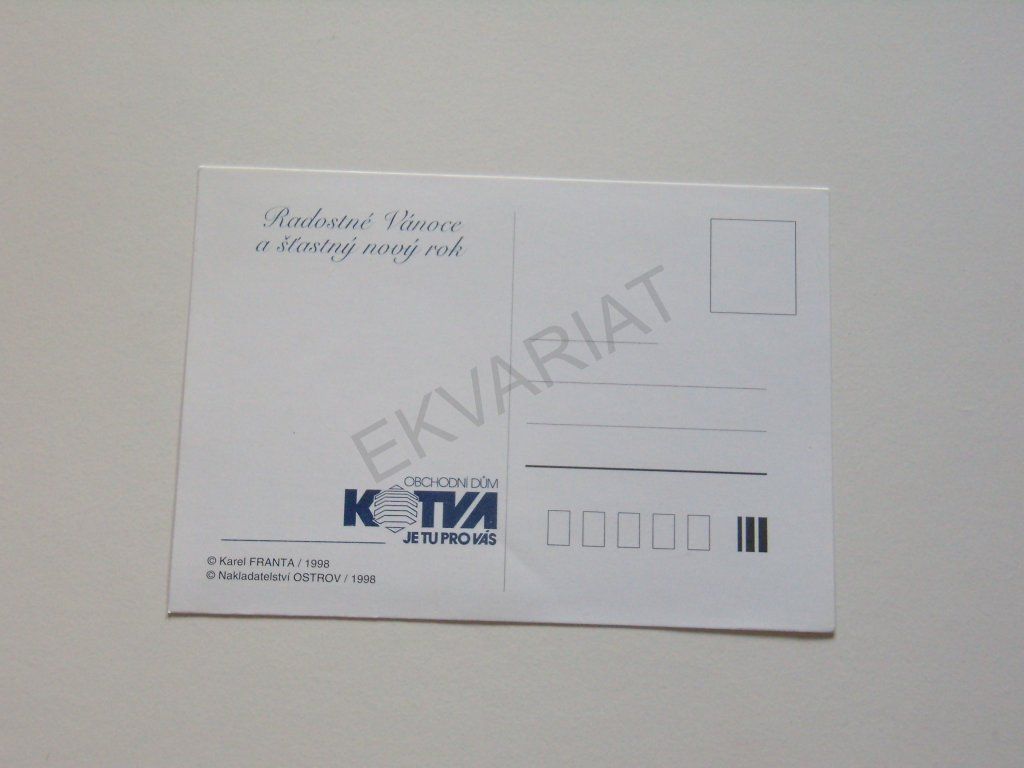 Radostné Vánoce
a šťastný nový rok
EKVARIAT
OBCHODNÍ DŮM
KOTVA
JE TU PRO VÁS
© Karel FRANTA / 1998
© Nakladatelství OSTROV / 1998